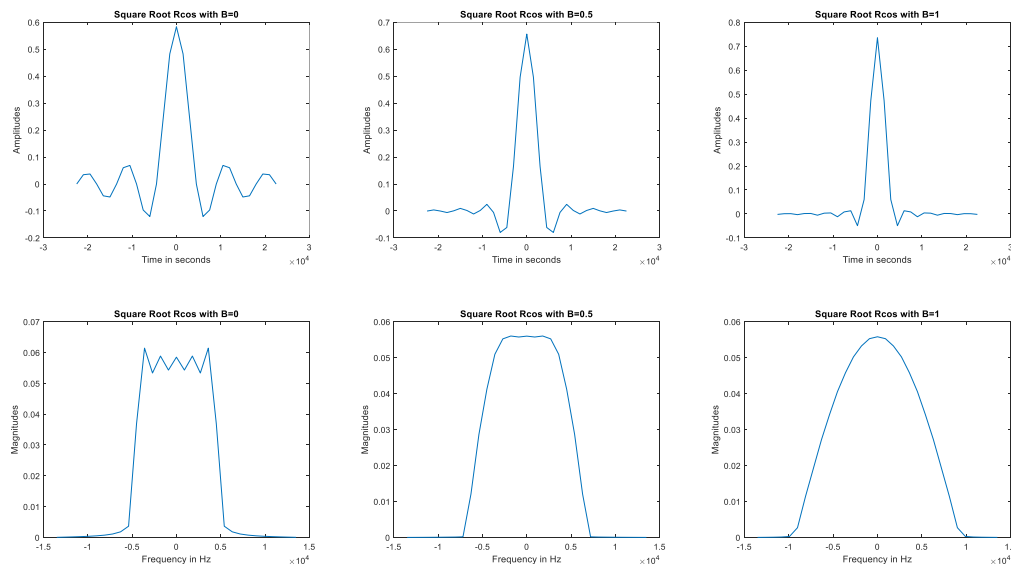 Square Root Rcos with B=0
Amplitudes
0.6
0.5
0.4
0.3
0.2
0.1
0
-0.1
-0.2
-3 -2 -1 0 1 2 3
Time in seconds
×10^4
Square Root Rcos with B=0.5
Amplitudes
0.7
0.6
0.5
0.4
0.3
0.2
0.1
0
-0.1
-3 -2 -1 0 1 2 3
Time in seconds
×10^4
Square Root Rcos with B=1
Amplitudes
0.8
0.7
0.6
0.5
0.4
0.3
0.2
0.1
0
-0.1
-3 -2 -1 0 1 2 3
Time in seconds
×10^4
Square Root Rcos with B=0
Magnitudes
0.07
0.06
0.05
0.04
0.03
0.02
0.01
0
-1.5 -1 -0.5 0 0.5 1 1.5
Frequency in Hz
×10^4
Square Root Rcos with B=0.5
Magnitudes
0.06
0.05
0.04
0.03
0.02
0.01
0
-1.5 -1 -0.5 0 0.5 1 1.5
Frequency in Hz
×10^4
Square Root Rcos with B=1
Magnitudes
0.06
0.05
0.04
0.03
0.02
0.01
0
-1.5 -1 -0.5 0 0.5 1 1.5
Frequency in Hz
×10^4